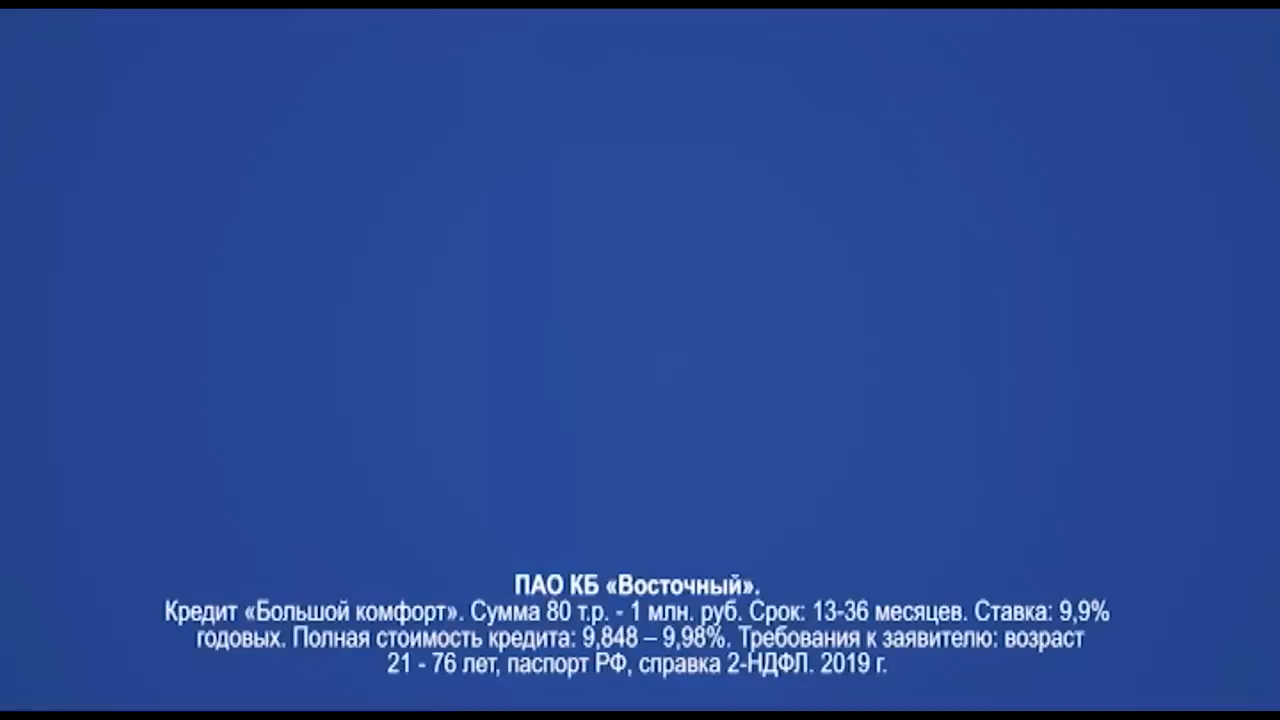 ПАО КБ «Восточный».
Кредит «Большой комфорт». Сумма 80 т.р. - 1 млн. руб. Срок: 13-36 месяцев. Ставка: 9,9%
годовых. Полная стоимость кредита: 9,848 – 9,98%. Требования к заявителю: возраст
21 - 76 лет, паспорт РФ, справка 2-НДФЛ. 2019 г.